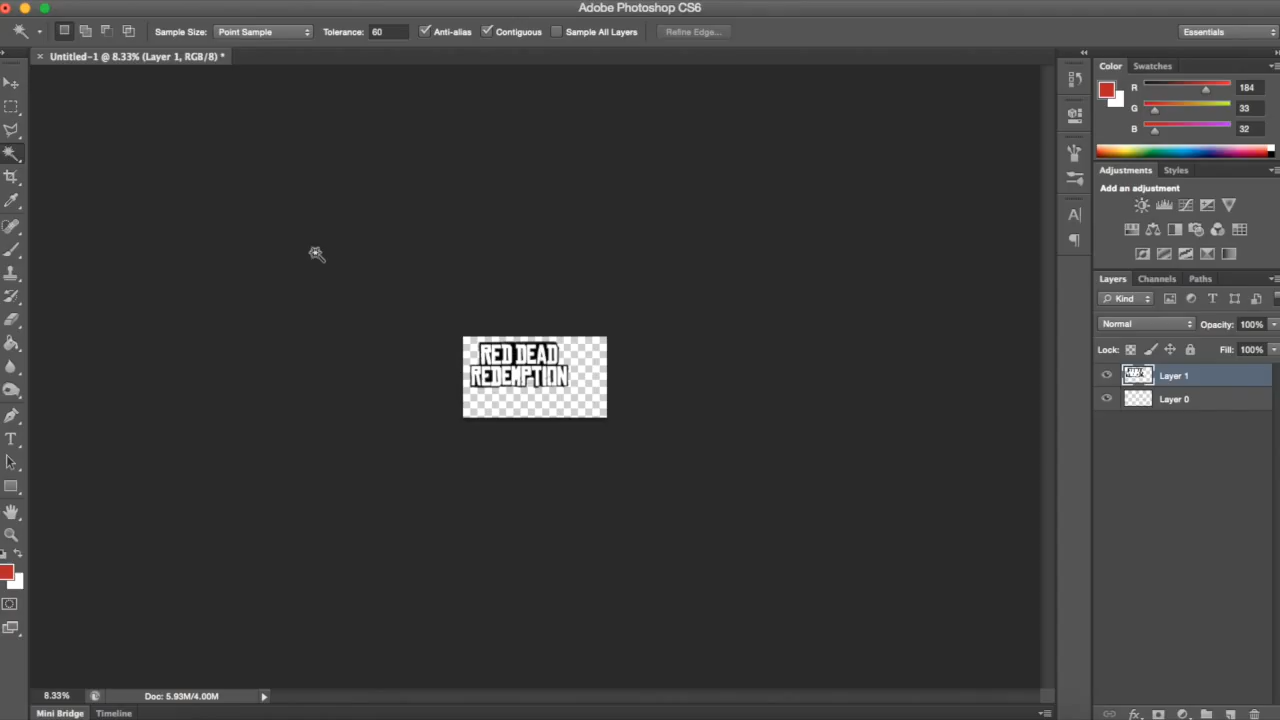 Adobe Photoshop CS6
Sample Size: Point Sample Tolerance: 60 Anti-alias Contiguous Sample All Layers Refine Edge... Essentials
Untitled-1 @ 8.33% (Layer 1, RGB/8) *
Color Swatches
R 184
G 33
B 32
Adjustments Styles
Add an adjustment
Layers Channels Paths
Kind
Normal Opacity: 100%
Lock: Fill: 100%
Layer 1
Layer 0
RED DEAD
REDEMPTION
8.33% Doc: 5.93M/4.00M
Mini Bridge Timeline